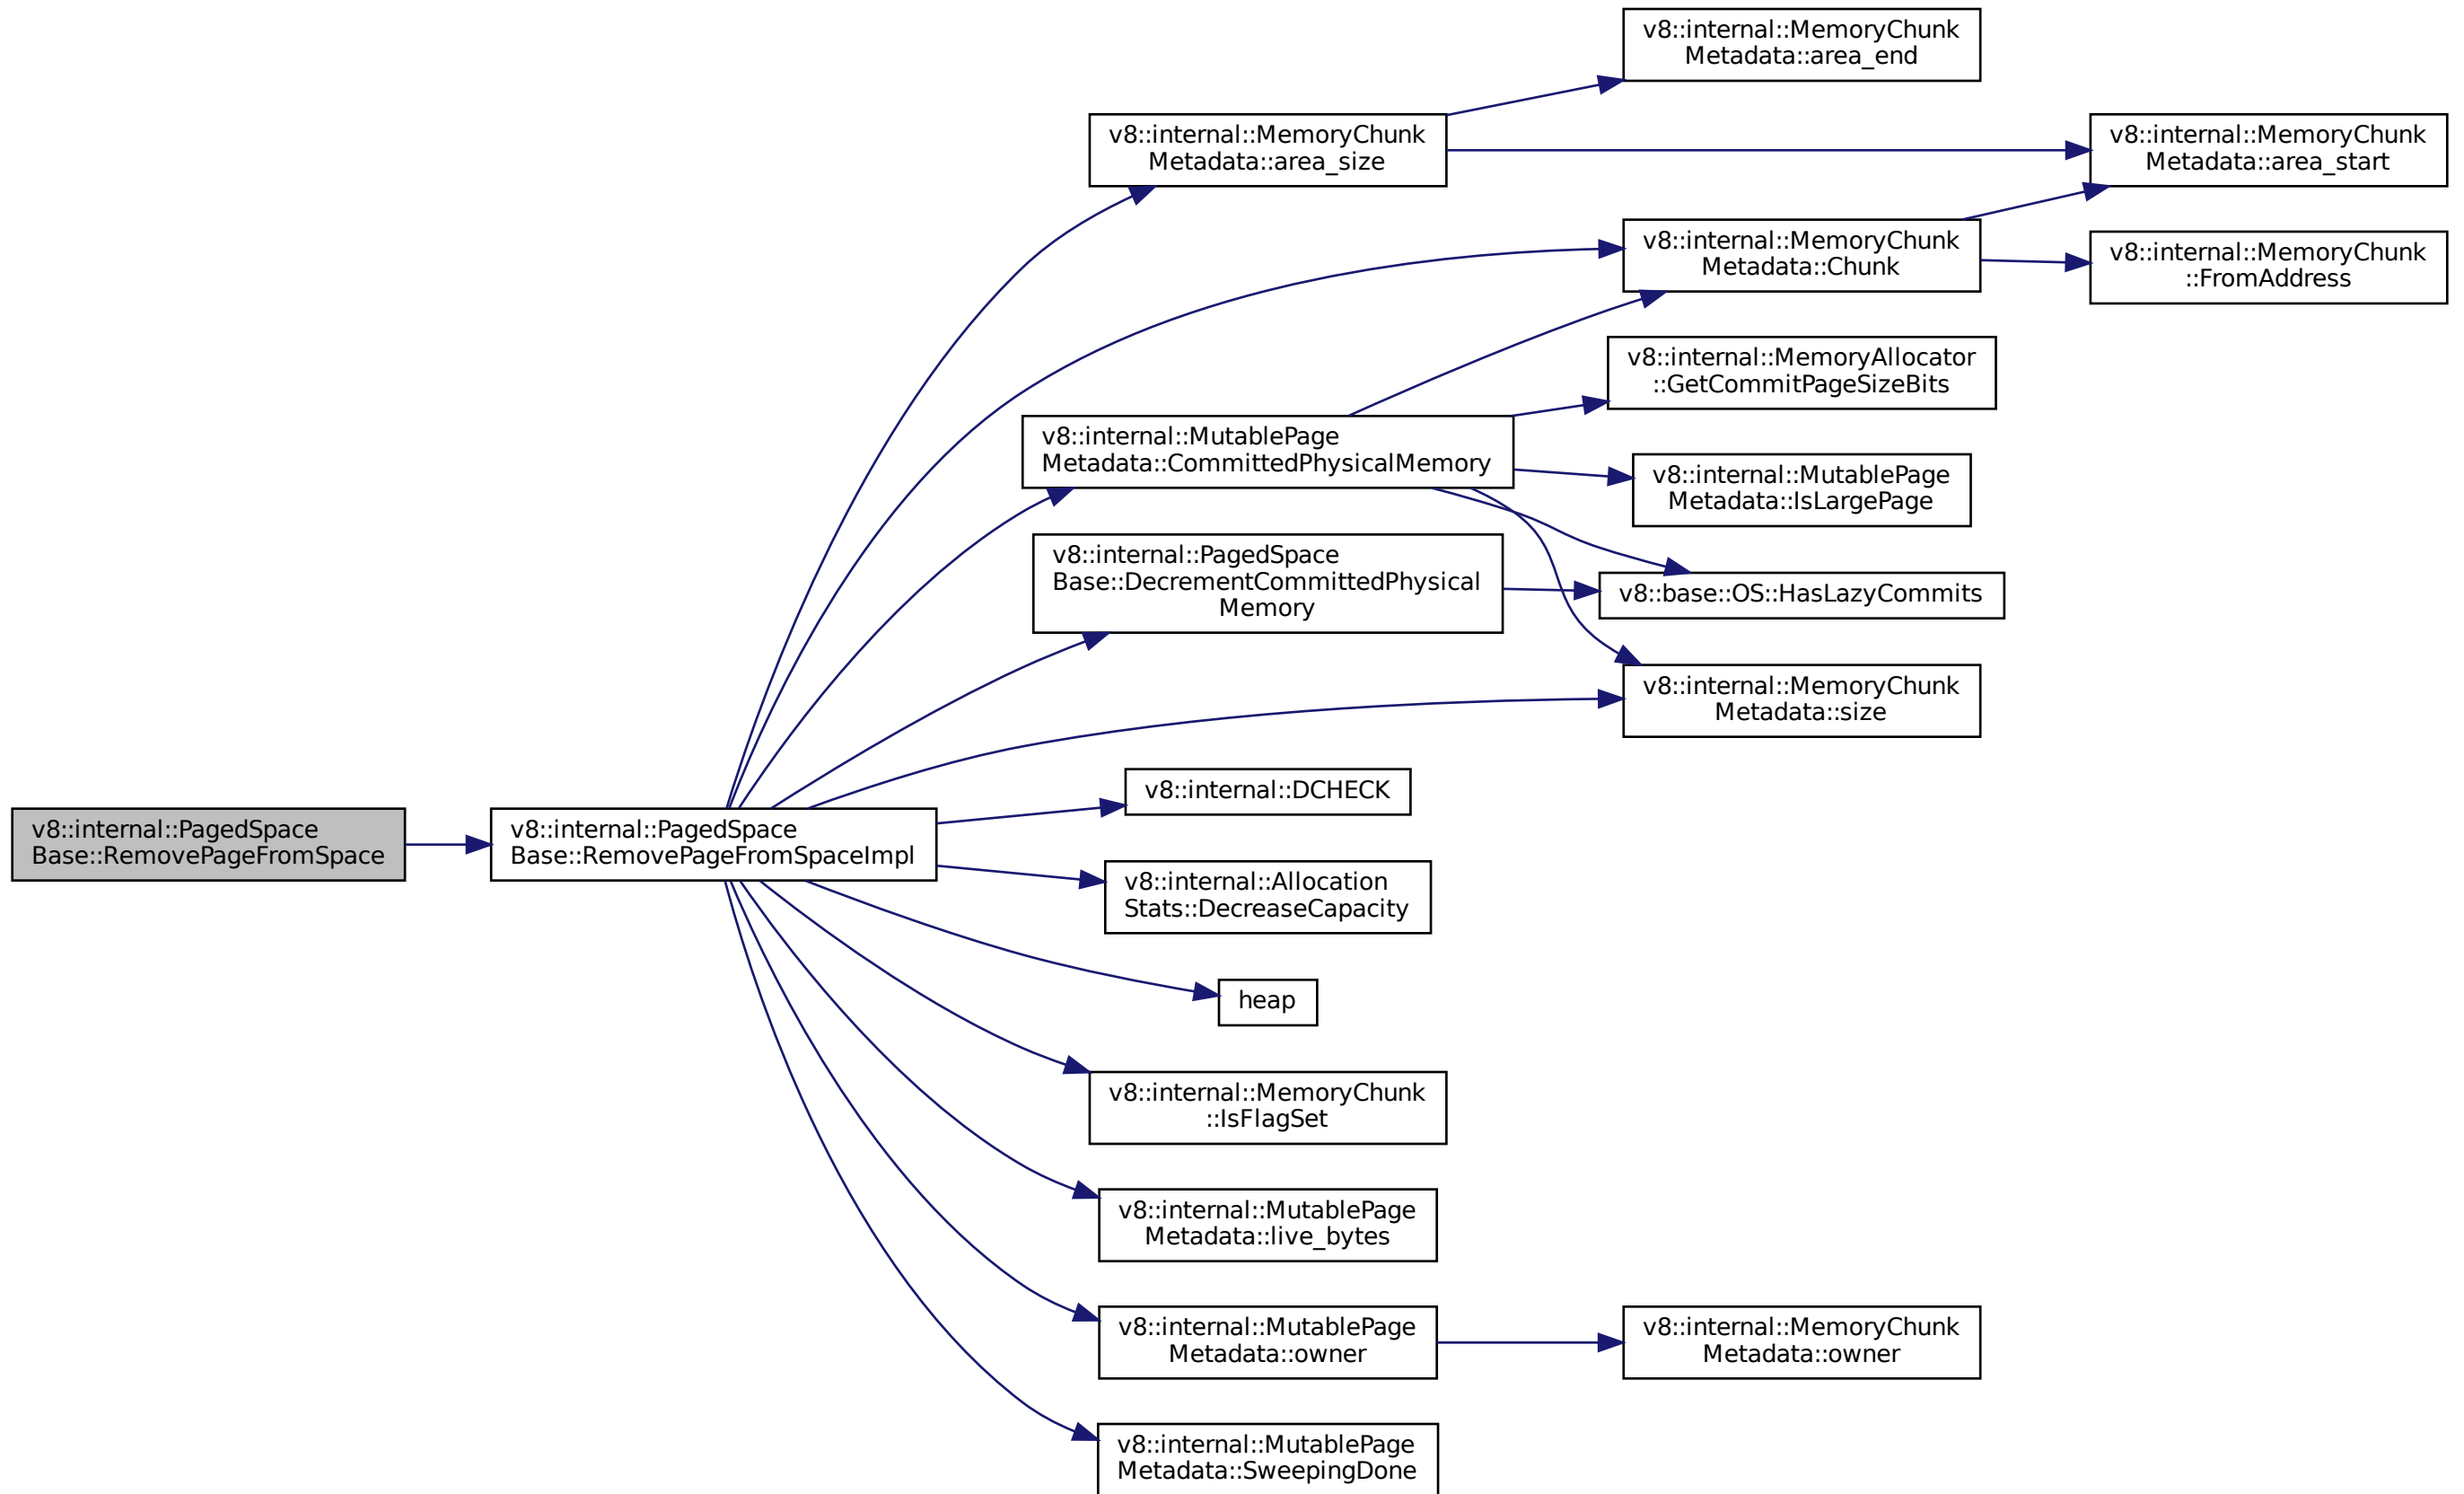 v8::internal::MemoryChunk
Metadata::area_end
v8::internal::MemoryChunk
Metadata::area_size
v8::internal::MemoryChunk
Metadata::area_start
v8::internal::MemoryChunk
Metadata::Chunk
v8::internal::MemoryChunk
::FromAddress
v8::internal::MemoryAllocator
::GetCommitPageSizeBits
v8::internal::MutablePage
Metadata::CommittedPhysicalMemory
v8::internal::MutablePage
Metadata::IsLargePage
v8::internal::PagedSpace
Base::DecrementCommittedPhysical
Memory
v8::base::OS::HasLazyCommits
v8::internal::MemoryChunk
Metadata::size
v8::internal::DCHECK
v8::internal::PagedSpace
Base::RemovePageFromSpace
v8::internal::PagedSpace
Base::RemovePageFromSpaceImpl
v8::internal::Allocation
Stats::DecreaseCapacity
heap
v8::internal::MemoryChunk
::IsFlagSet
v8::internal::MutablePage
Metadata::live_bytes
v8::internal::MutablePage
Metadata::owner
v8::internal::MemoryChunk
Metadata::owner
v8::internal::MutablePage
Metadata::SweepingDone